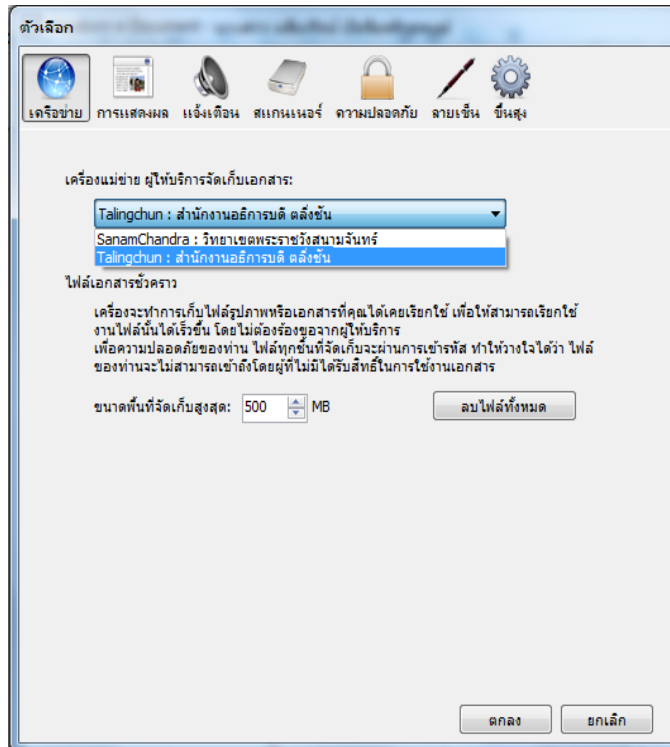 ตัวเลือก
เครือข่าย การแสดงผล แจ้งเตือน สแกนเนอร์ ความปลอดภัย ลายเซ็น ขั้นสูง
เครื่องแม่ข่าย ผู้ให้บริการจัดเก็บเอกสาร:
Talingchun : สำนักงานอธิการบดี ตลิ่งชัน
SanamChandra : วิทยาเขตพระราชวังสนามจันทร์
Talingchun : สำนักงานอธิการบดี ตลิ่งชัน
ไฟล์เอกสารชั่วคราว
เครื่องจะทำการเก็บไฟล์รูปภาพหรือเอกสารที่คุณได้เคยเรียกใช้ เพื่อให้สามารถเรียกใช้
งานไฟล์นั้นได้เร็วขึ้น โดยไม่ต้องร้องขอจากผู้ให้บริการ
เพื่อความปลอดภัยของท่าน ไฟล์ทุกชิ้นที่จัดเก็บจะผ่านการเข้ารหัส ทำให้วางใจได้ว่า ไฟล์
ของท่านจะไม่สามารถเข้าถึงโดยผู้ที่ไม่มีได้รับสิทธิ์ในการใช้งานเอกสาร
ขนาดพื้นที่จัดเก็บสูงสุด: 500 MB ลบไฟล์ทั้งหมด
ตกลง ยกเลิก